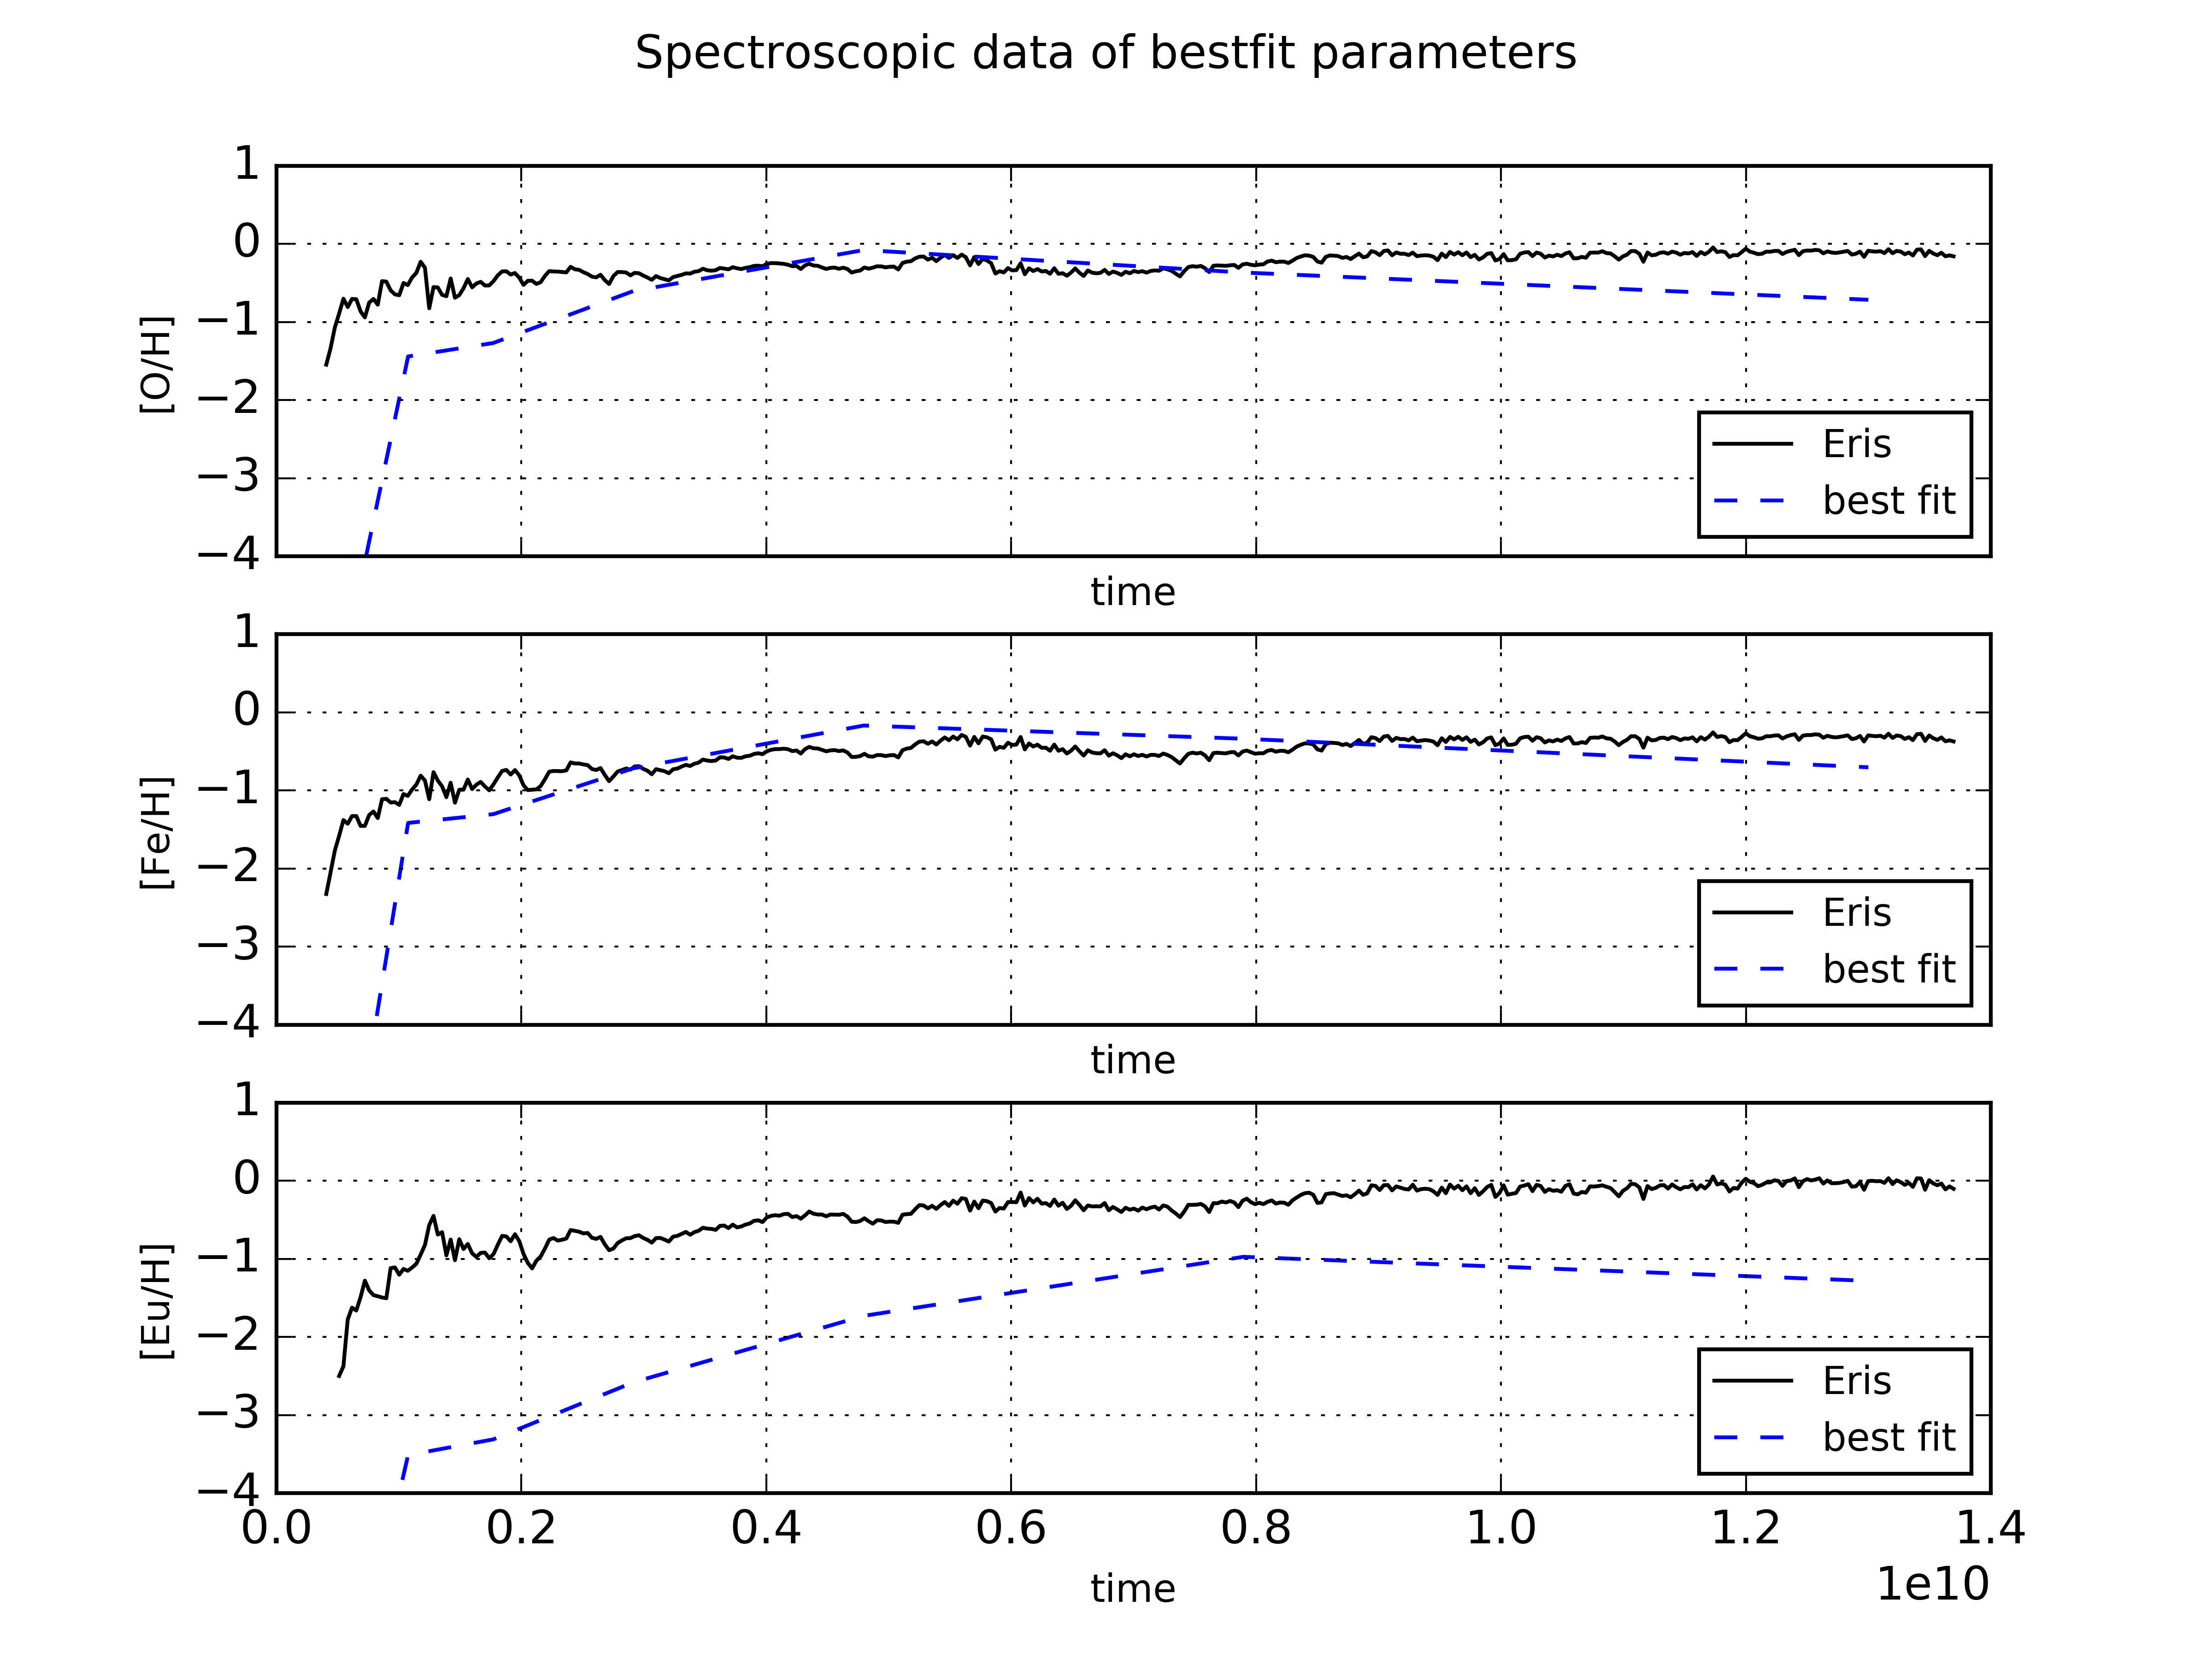 Spectroscopic data of bestfit parameters
1
0
−1
−2
−3
−4
[O/H]
Eris
best fit
time
1
0
−1
−2
−3
−4
[Fe/H]
Eris
best fit
time
1
0
−1
−2
−3
−4
[Eu/H]
Eris
best fit
0.0 0.2 0.4 0.6 0.8 1.0 1.2 1.4
time
1e10